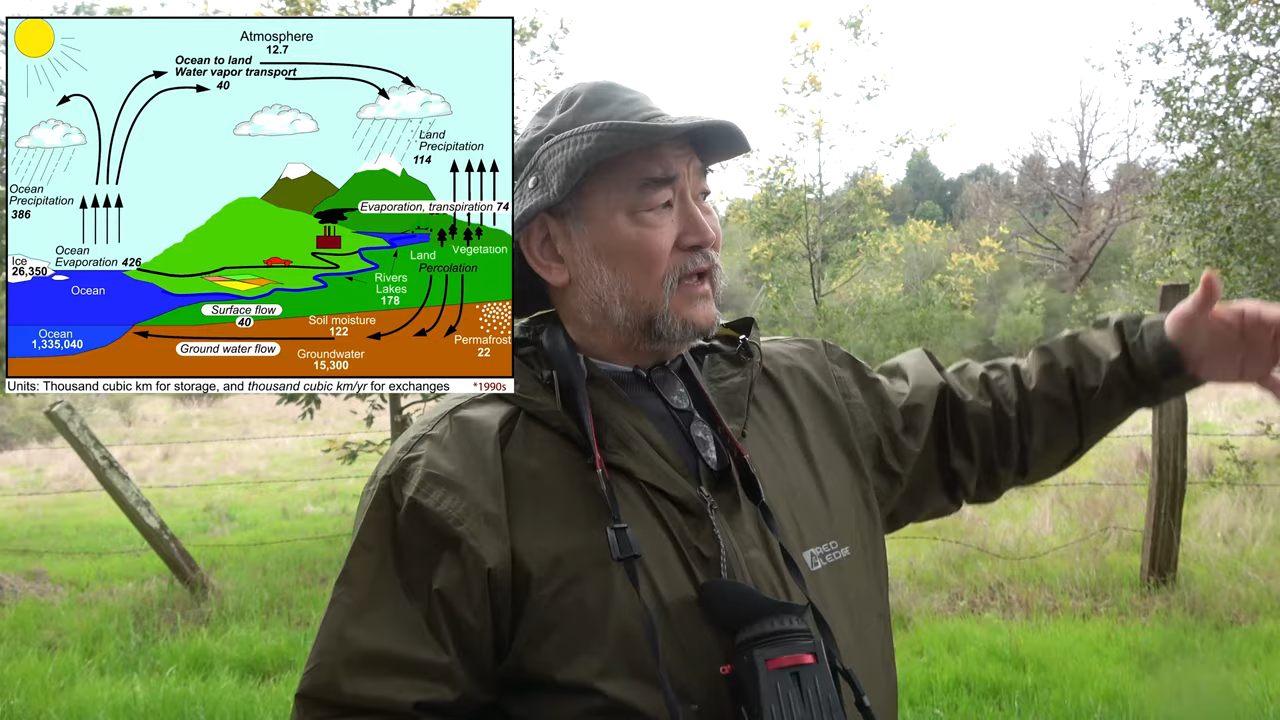 Atmosphere
12.7
Ocean to land
Water vapor transport
40
Land
Precipitation
114
Ocean
Precipitation
386
Evaporation, transpiration 74
Ocean
Evaporation 426
Ice
26,350
Vegetation
Land
Percolation
Ocean
Rivers
Lakes
178
Surface flow
40
Soil moisture
122
Ocean
1,335,040
Permafrost
22
Ground water flow
Groundwater
15,300
Units: Thousand cubic km for storage, and thousand cubic km/yr for exchanges
*1990s
RED
LEDGE